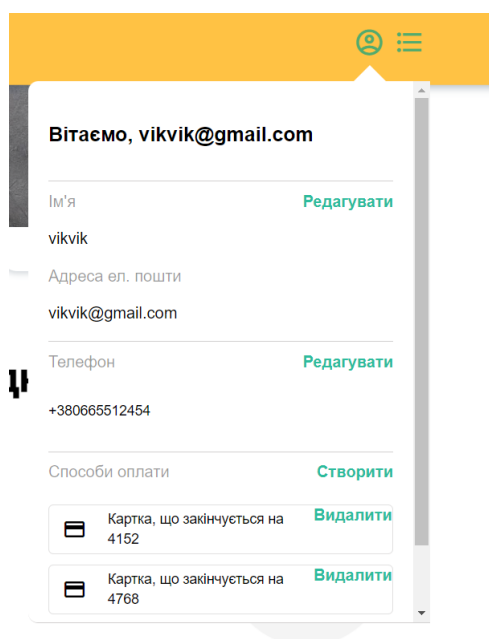 Вітаємо, vikvik@gmail.com
Ім'я Редагувати
vikvik
Адреса ел. пошти
vikvik@gmail.com
Телефон Редагувати
+380665512454
Способи оплати Створити
Картка, що закінчується на Видалити
4152
Картка, що закінчується на Видалити
4768